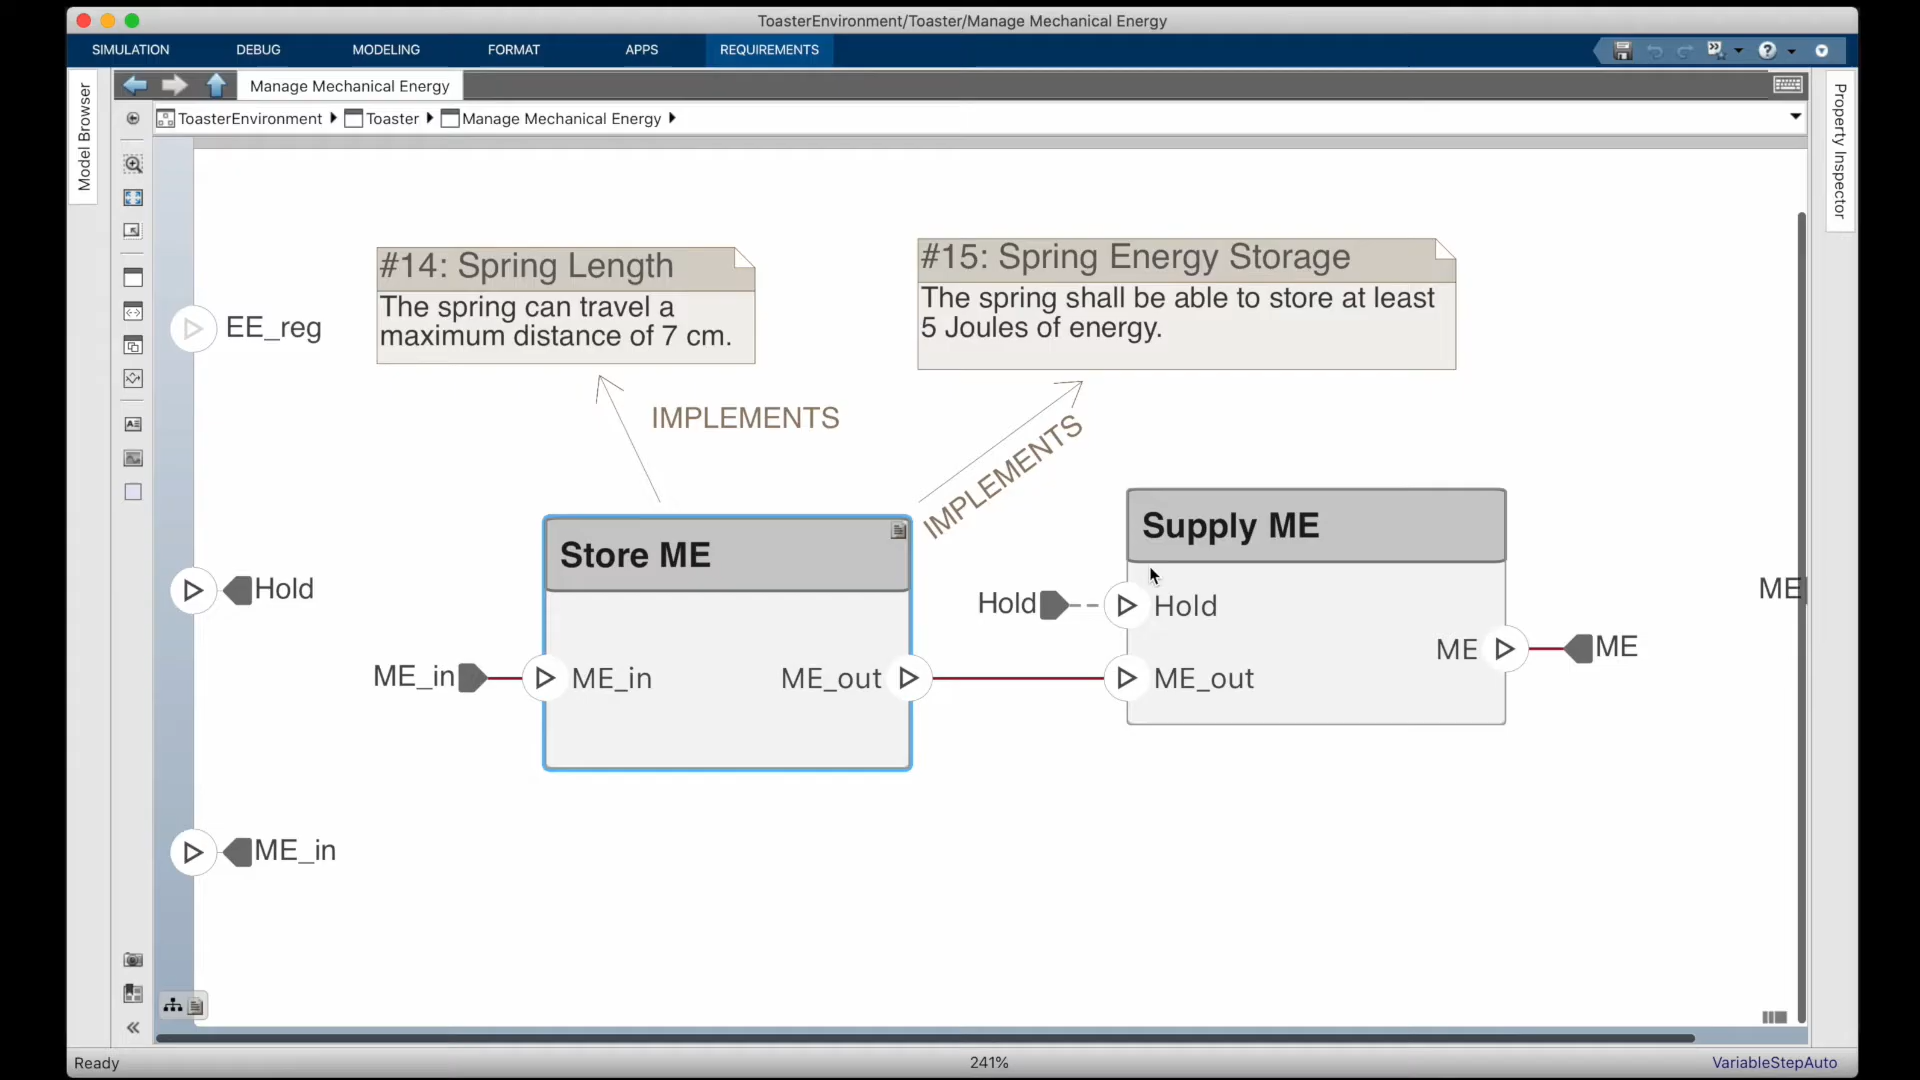 ToasterEnvironment/Toaster/Manage Mechanical Energy
SIMULATION DEBUG MODELING FORMAT APPS REQUIREMENTS
Model Browser
Manage Mechanical Energy
Property Inspector
ToasterEnvironment Toaster Manage Mechanical Energy
#14: Spring Length
The spring can travel a
maximum distance of 7 cm.
#15: Spring Energy Storage
The spring shall be able to store at least
5 Joules of energy.
EE_reg
IMPLEMENTS
IMPLEMENTS
Store ME
Supply ME
Hold
Hold
Hold
ME
ME_in
ME_in
ME_out
ME_out
ME
ME
ME_in
Ready
241%
VariableStepAuto